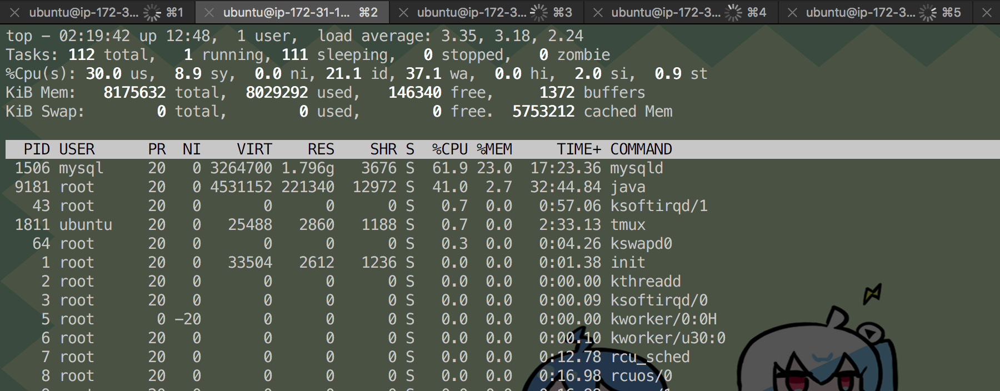 ubuntu@ip-172-3... ⌘1 ubuntu@ip-172-31-1... ⌘2 ubuntu@ip-172-3... ⌘3 ubuntu@ip-172-3... ⌘4 ubuntu@ip-172-3... ⌘5
top - 02:19:42 up 12:48,  1 user,  load average: 3.35, 3.18, 2.24
Tasks: 112 total,   1 running, 111 sleeping,   0 stopped,   0 zombie
%Cpu(s): 30.0 us,  8.9 sy,  0.0 ni, 21.1 id, 37.1 wa,  0.0 hi,  2.0 si,  0.9 st
KiB Mem:   8175632 total,  8029292 used,   146340 free,     1372 buffers
KiB Swap:        0 total,        0 used,        0 free.  5753212 cached Mem
PID USER      PR  NI    VIRT    RES    SHR S  %CPU %MEM     TIME+ COMMAND
1506 mysql     20   0 3264700 1.796g   3676 S  61.9 23.0  17:23.36 mysqld
9181 root      20   0 4531152 221340  12972 S  41.0  2.7  32:44.84 java
43 root      20   0       0      0      0 S   0.7  0.0   0:57.06 ksoftirqd/1
1811 ubuntu    20   0   25488   2860   1188 S   0.7  0.0   2:33.13 tmux
64 root      20   0       0      0      0 S   0.3  0.0   0:04.26 kswapd0
1 root      20   0   33504   2612   1236 S   0.0  0.0   0:01.38 init
2 root      20   0       0      0      0 S   0.0  0.0   0:00.00 kthreadd
3 root      20   0       0      0      0 S   0.0  0.0   0:00.09 ksoftirqd/0
5 root       0 -20       0      0      0 S   0.0  0.0   0:00.00 kworker/0:0H
6 root      20   0       0      0      0 S   0.0  0.0   0:00.10 kworker/u30:0
7 root      20   0       0      0      0 S   0.0  0.0   0:12.78 rcu_sched
8 root      20   0       0      0      0 S   0.0  0.0   0:16.98 rcuos/0